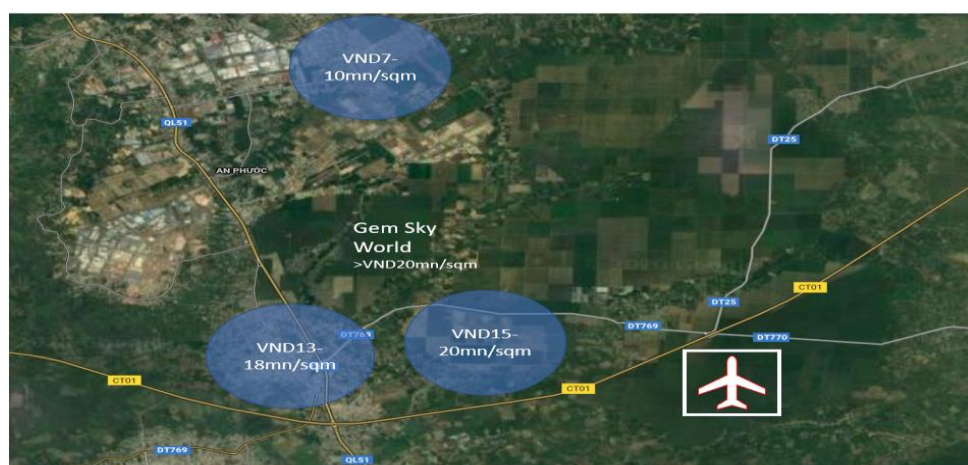 VND7-
10mn/sqm
DT25
QL51
AN PHƯỚC
Gem Sky
World
>VND20mn/sqm
CT01
DT25
DT769
DT769
DT770
VND13-
18mn/sqm
VND15-
20mn/sqm
CT01
CT01
DT769
QL51